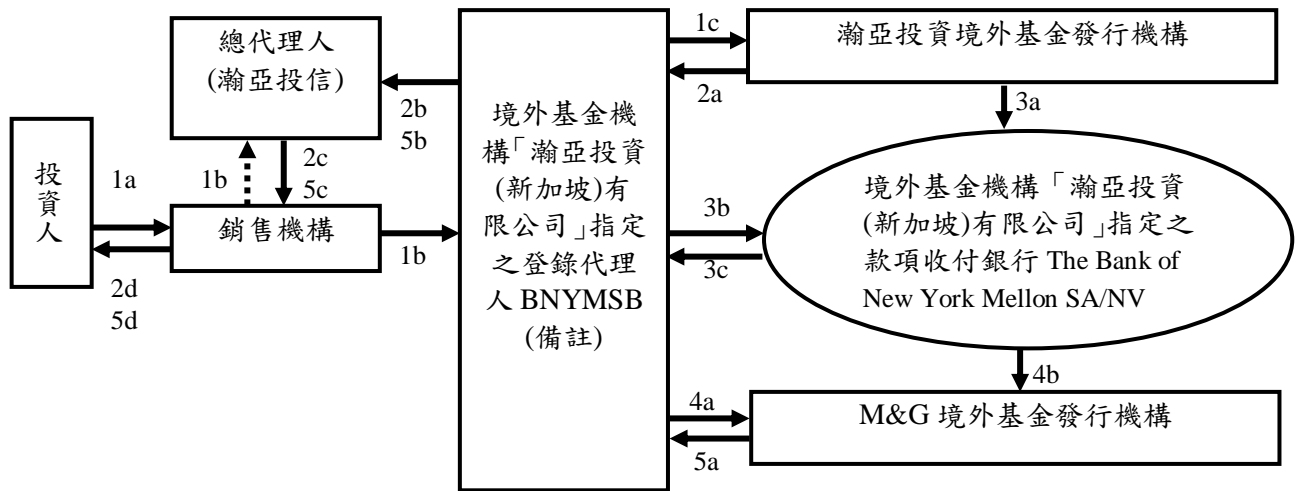 總代理人
(瀚亞投信)
投
資
人
1a
2d
5d
1b
2c
5c
銷售機構
1b
2b
5b
境外基金機
構「瀚亞投資
(新加坡)有
限公司」指定
之登錄代理
人 BNYMSB
(備註)
1c
2a
瀚亞投資境外基金發行機構
3a
3b
3c
境外基金機構「瀚亞投資
(新加坡)有限公司」指定之
款項收付銀行 The Bank of
New York Mellon SA/NV
4b
4a
5a
M&G 境外基金發行機構